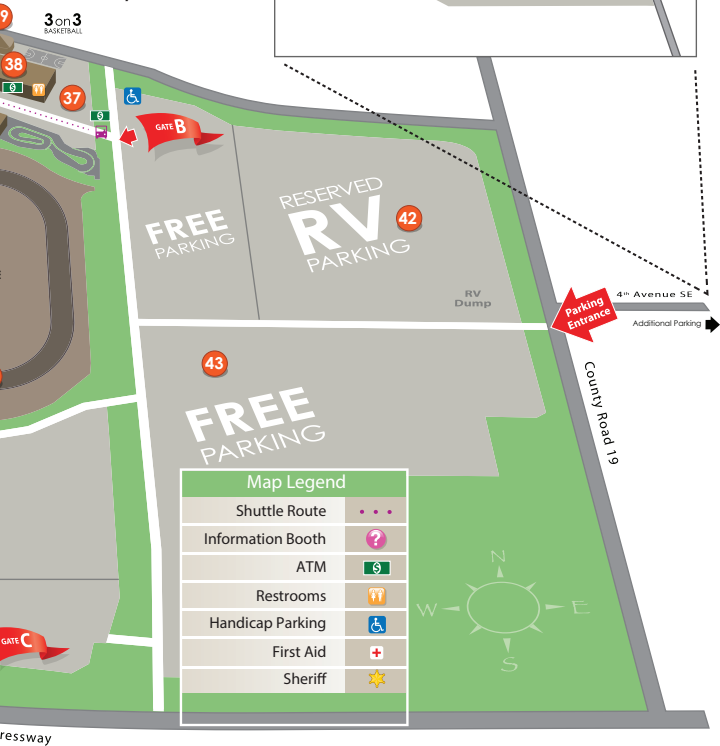 9
3on3
BASKETBALL
38
37
GATE B
RESERVED
RV
PARKING
42
FREE
PARKING
RV
Dump
4th Avenue SE
Parking
Entrance
Additional Parking
43
FREE
PARKING
County Road 19
Map Legend
Shuttle Route
Information Booth
?
ATM
$
Restrooms
Handicap Parking
First Aid
Sheriff
N
W
E
S
GATE C
ressway